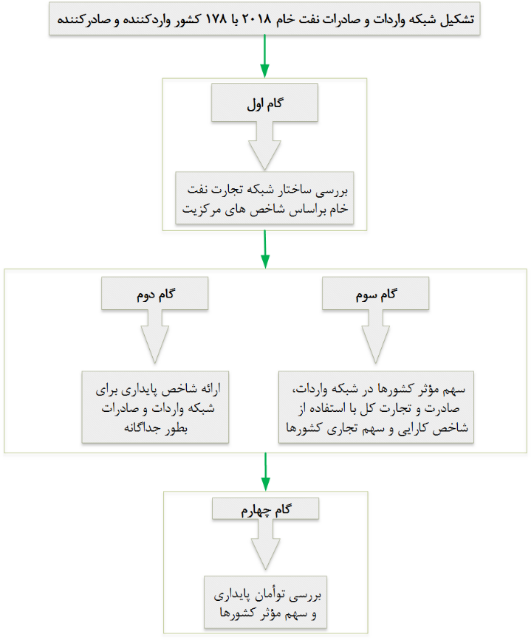 تشکیل شبکه واردات و صادرات نفت خام ۲۰۱۸ با ۱۷۸ کشور واردکننده و صادرکننده
گام اول
بررسی ساختار شبکه تجارت نفت
خام براساس شاخص های مرکزیت
گام سوم
سهم مؤثر کشورها در شبکه واردات،
صادرت و تجارت کل با استفاده از
شاخص کارایی و سهم تجاری کشورها
گام دوم
ارائه شاخص پایداری برای
شبکه واردات و صادرات
بطور جداگانه
گام چهارم
بررسی توأمان پایداری
و سهم مؤثر کشورها